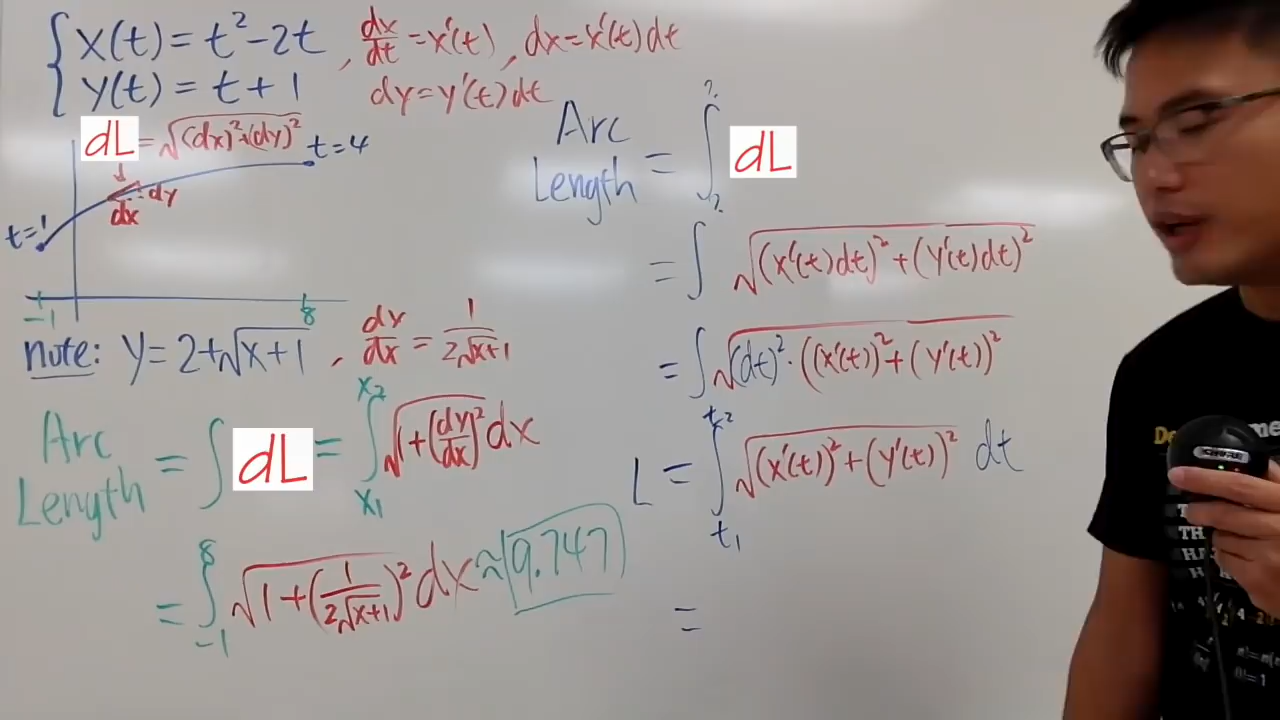 x(t) = t² - 2t , dx/dt = x'(t) , dx = x'(t) dt
y(t) = t + 1 dy = y'(t) dt
dL = √((dx)² + (dy)²)
t = 4
dy
dx
t = 1
-1 8
note: y = 2 + √(x+1) , dy/dx = 1/(2√(x+1))
Arc Length = ∫ dL = ∫_{x₁}^{x₂} √(1 + (dy/dx)²) dx
= ∫_{-1}^{8} √(1 + (1/(2√(x+1)))²) dx ≈ 9.747
Arc Length = ∫_{?}^{?} dL
= ∫ √((x'(t)dt)² + (y'(t)dt)²)
= ∫ √((dt)² · ((x'(t))² + (y'(t))²
L = ∫_{t₁}^{t₂} √((x'(t))² + (y'(t))²) dt
=
SHURE